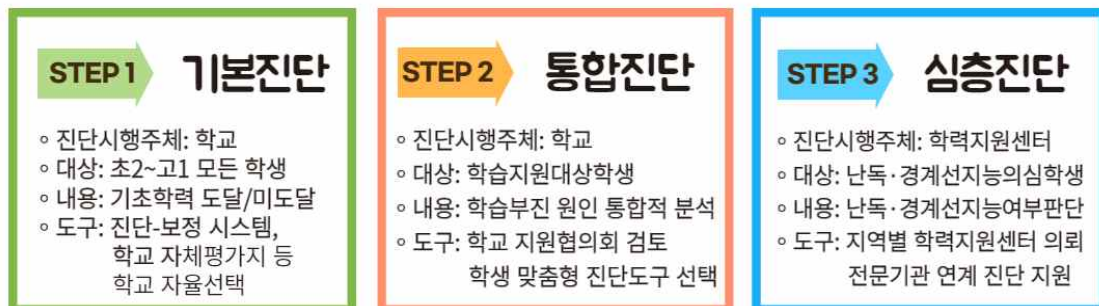 STEP 1 기본진단
◦ 진단시행주체: 학교
◦ 대상: 초2~고1 모든 학생
◦ 내용: 기초학력 도달/미도달
◦ 도구: 진단-보정 시스템,
학교 자체평가지 등
학교 자율선택
STEP 2 통합진단
◦ 진단시행주체: 학교
◦ 대상: 학습지원대상학생
◦ 내용: 학습부진 원인 통합적 분석
◦ 도구: 학교 지원협의회 검토
학생 맞춤형 진단도구 선택
STEP 3 심층진단
◦ 진단시행주체: 학력지원센터
◦ 대상: 난독·경계선지능의심학생
◦ 내용: 난독·경계선지능여부판단
◦ 도구: 지역별 학력지원센터 의뢰
전문기관 연계 진단 지원